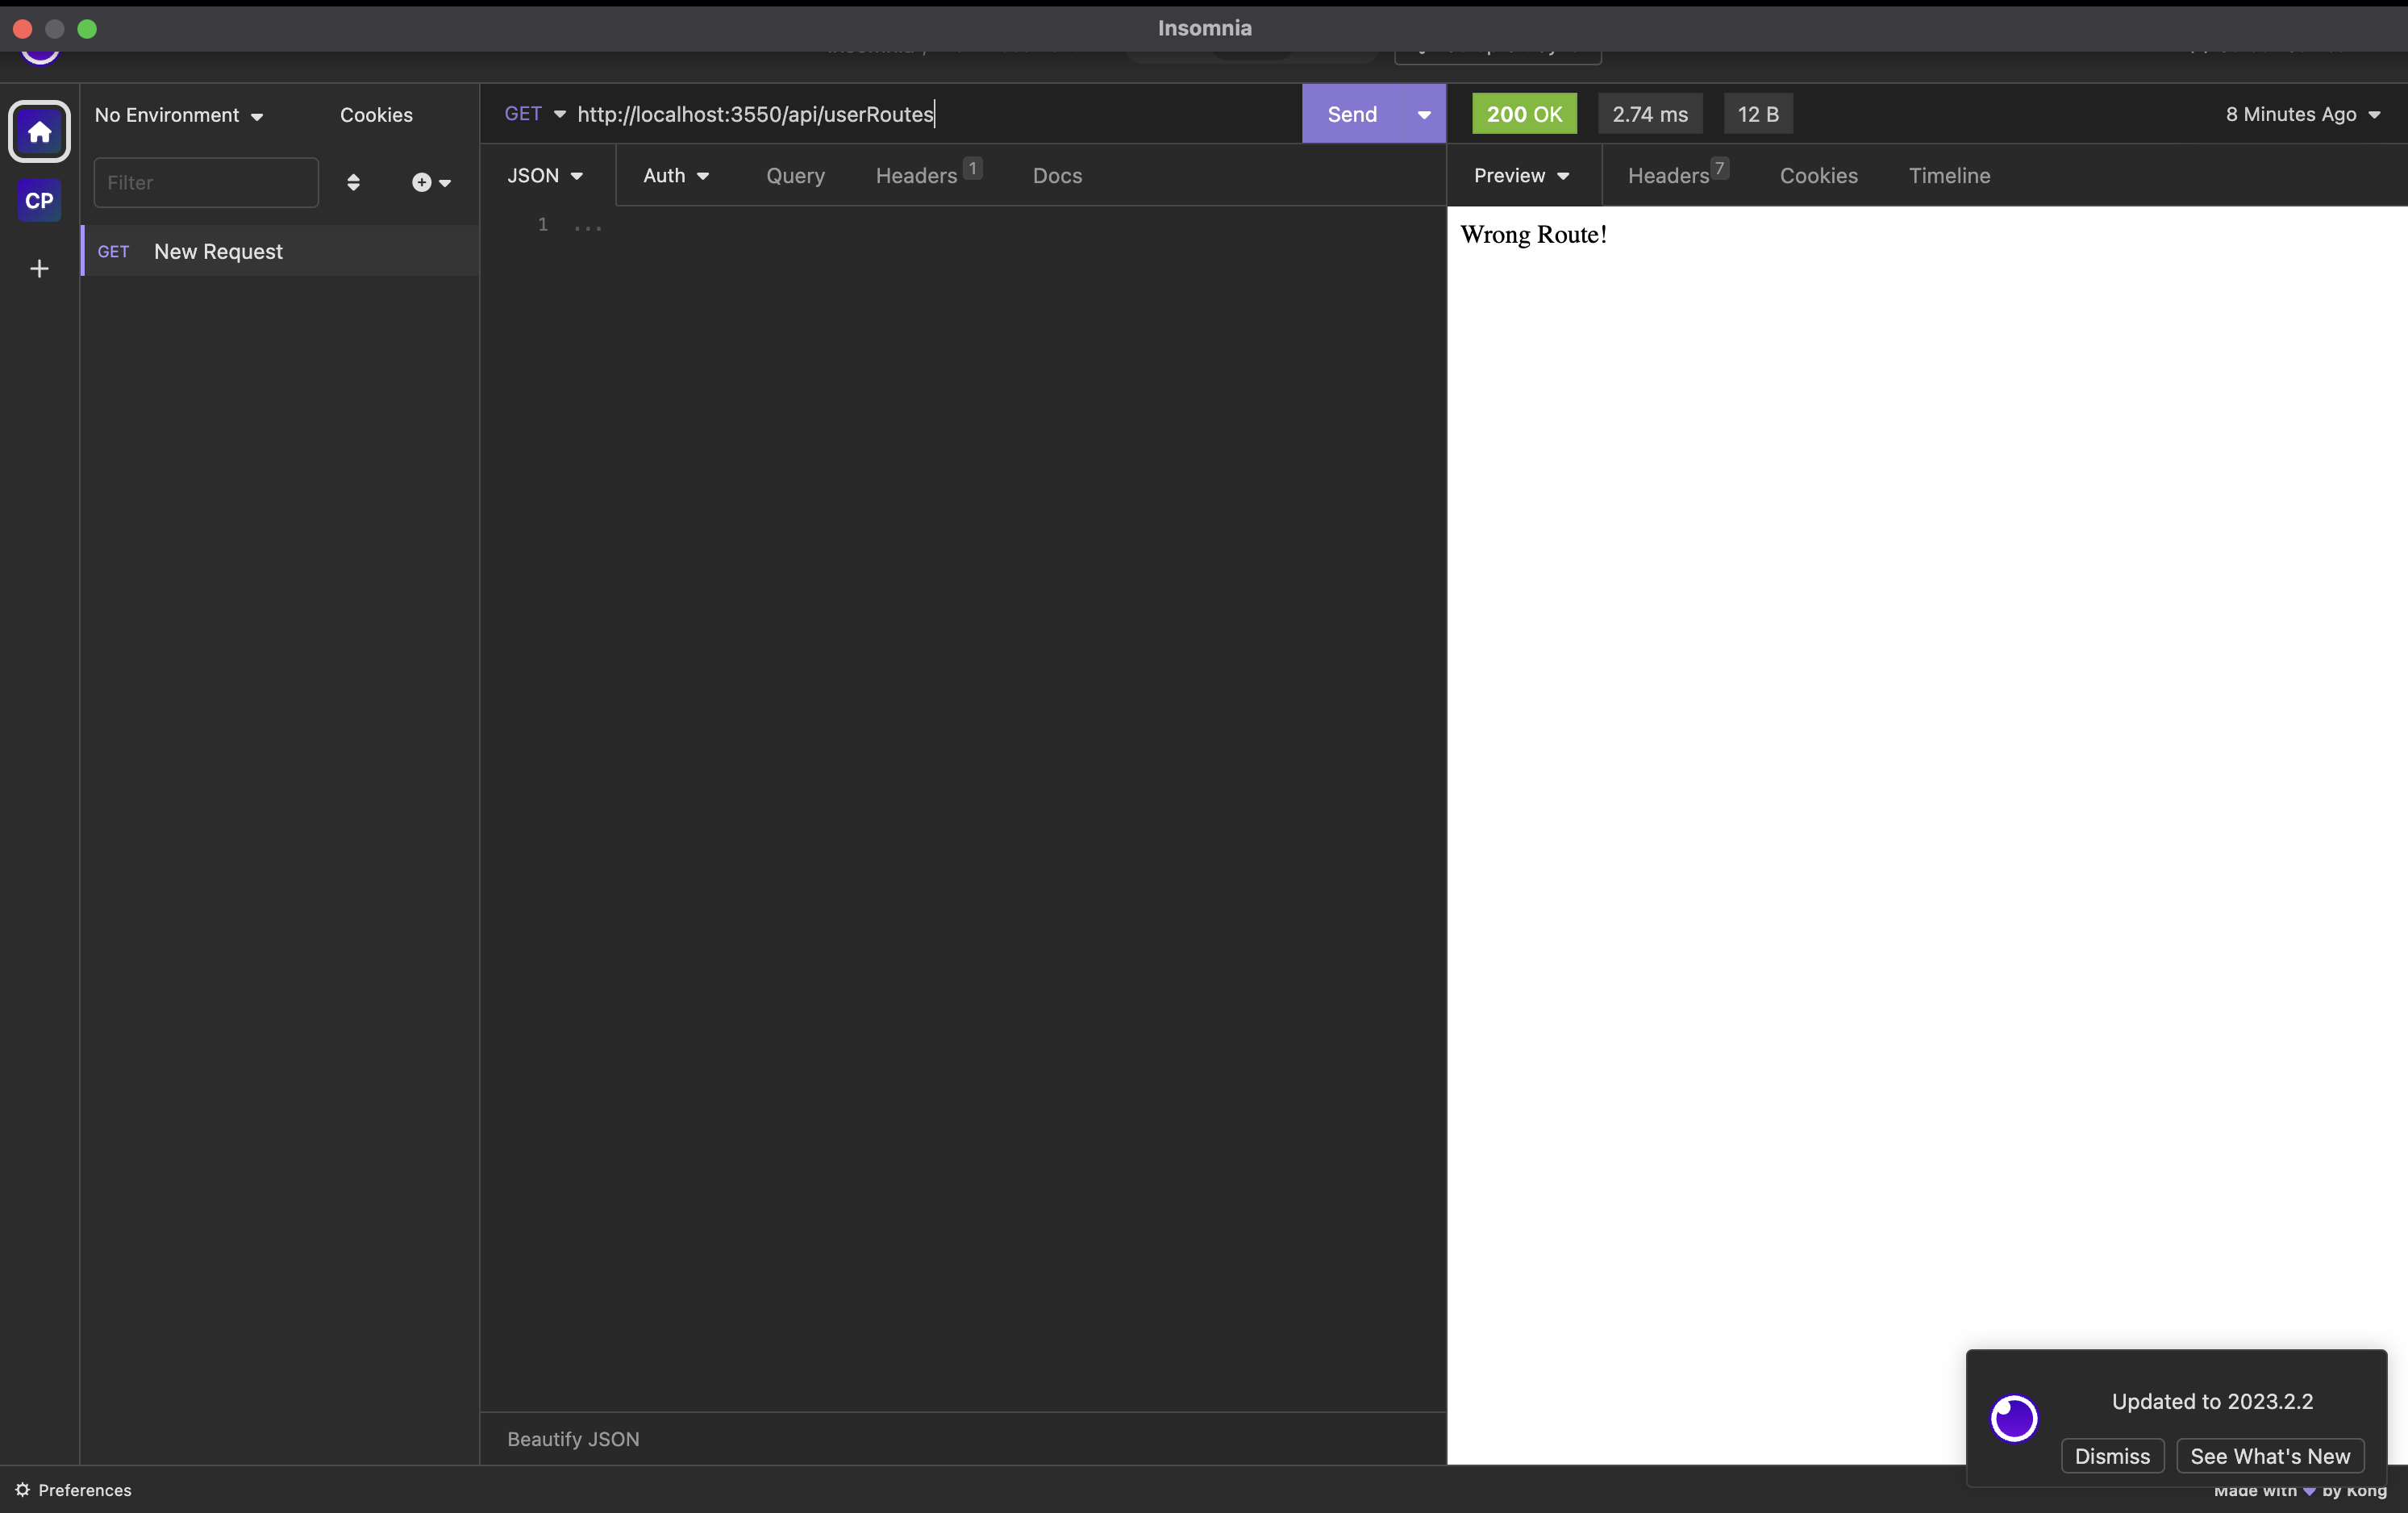 Insomnia
No Environment
Cookies
GET
http://localhost:3550/api/userRoutes
Send
200 OK
2.74 ms
12 B
8 Minutes Ago
Filter
JSON
Auth
Query
Headers 1
Docs
Preview
Headers 7
Cookies
Timeline
CP
GET New Request
1 ...
Wrong Route!
Beautify JSON
Updated to 2023.2.2
Dismiss
See What's New
Preferences
Made with by Kong